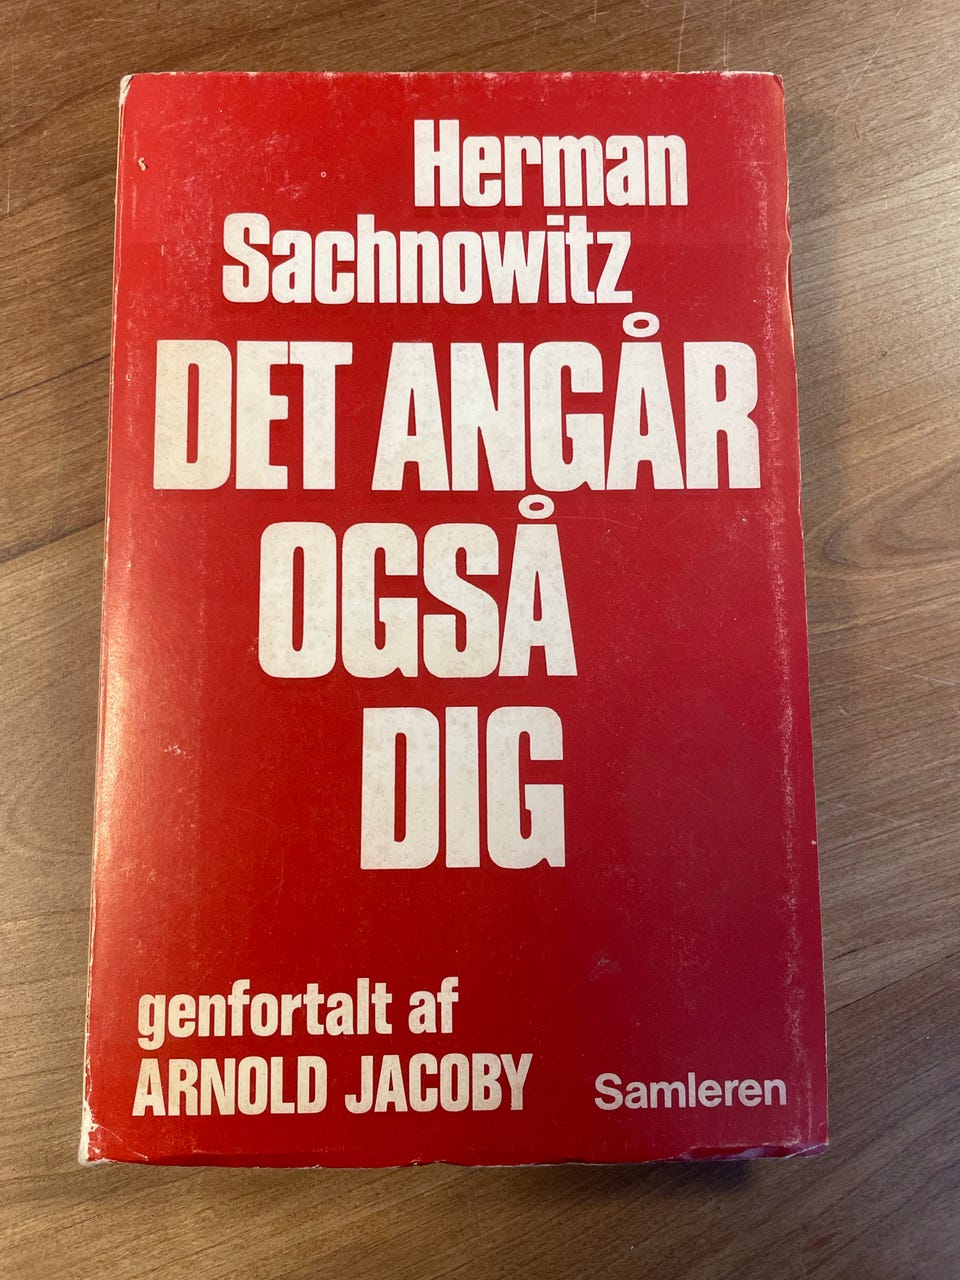 Herman
Sachnowitz
DET ANGÅR
OGSÅ
DIG
genfortalt af
ARNOLD JACOBY
Samleren